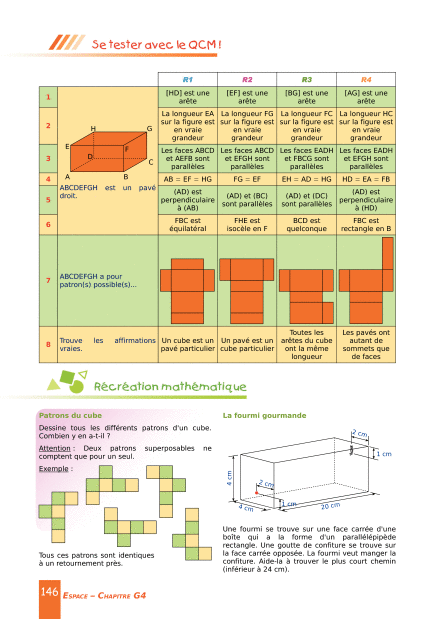 Se tester avec le QCM !
R1 R2 R3 R4
1 [HD] est une arête [EF] est une arête [BG] est une arête [AG] est une arête
2 La longueur EA sur la figure est en vraie grandeur La longueur FG sur la figure est en vraie grandeur La longueur FC sur la figure est en vraie grandeur La longueur HC sur la figure est en vraie grandeur
H G
E F
D C
A B
3 Les faces ABCD et AEFB sont parallèles Les faces ABCD et EFGH sont parallèles Les faces EADH et FBCG sont parallèles Les faces EADH et EFGH sont parallèles
4 AB = EF = HG FG = EF EH = AD = HG HD = EA = FB
ABCDEFGH est un pavé droit.
5 (AD) est perpendiculaire à (AB) (AD) et (BC) sont parallèles (AD) et (DC) sont parallèles (AD) est perpendiculaire à (HD)
6 FBC est équilatéral FHE est isocèle en F BCD est quelconque FBC est rectangle en B
7 ABCDEFGH a pour patron(s) possible(s)...
8 Trouve les affirmations vraies. Un cube est un pavé particulier Un pavé est un cube particulier Toutes les arêtes du cube ont la même longueur Les pavés ont autant de sommets que de faces
Récréation mathématique
Patrons du cube
Dessine tous les différents patrons d'un cube.
Combien y en a-t-il ?
Attention : Deux patrons superposables ne
comptent que pour un seul.
Exemple :
Tous ces patrons sont identiques
à un retournement près.
La fourmi gourmande
2 cm
1 cm
4 cm
2 cm
1 cm
4 cm
20 cm
Une fourmi se trouve sur une face carrée d'une
boîte qui a la forme d'un parallélépipède
rectangle. Une goutte de confiture se trouve sur
la face carrée opposée. La fourmi veut manger la
confiture. Aide-la à trouver le plus court chemin
(inférieur à 24 cm).
146 ESPACE – CHAPITRE G4